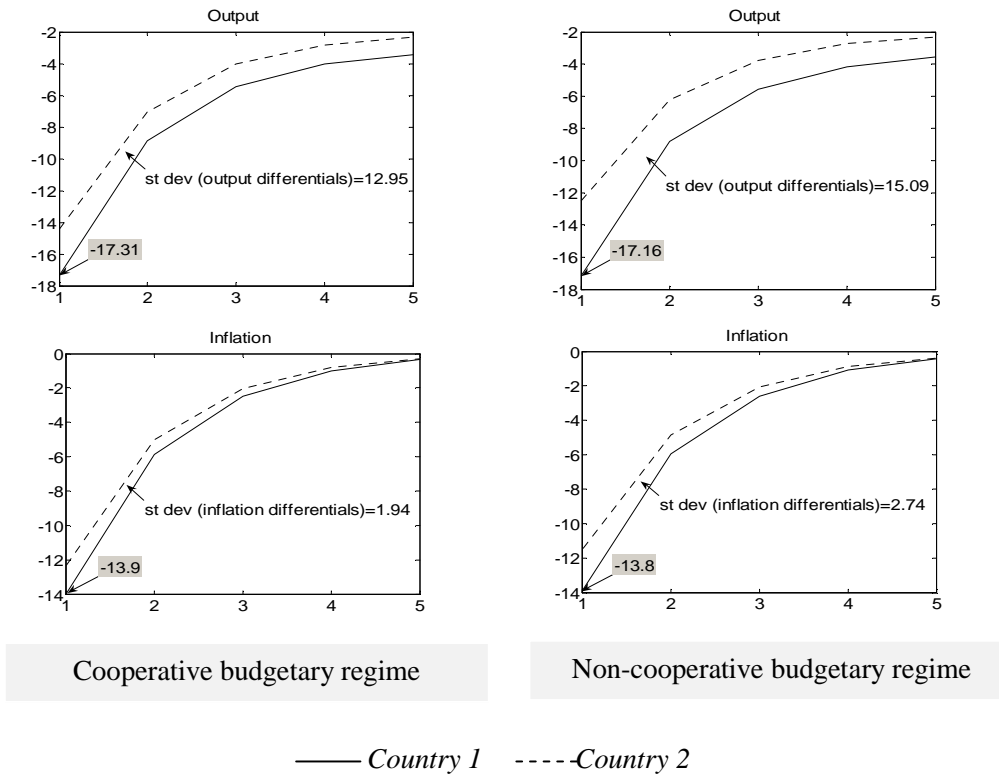 Output
-2
-4
-6
-8
-10
-12
-14
-16
-18
st dev (output differentials)=12.95
-17.31
1 2 3 4 5
Output
-2
-4
-6
-8
-10
-12
-14
-16
-18
st dev (output differentials)=15.09
-17.16
1 2 3 4 5
Inflation
0
-2
-4
-6
-8
-10
-12
-14
st dev (inflation differentials)=1.94
-13.9
1 2 3 4 5
Inflation
0
-2
-4
-6
-8
-10
-12
-14
st dev (inflation differentials)=2.74
-13.8
1 2 3 4 5
Cooperative budgetary regime
Non-cooperative budgetary regime
Country 1 Country 2